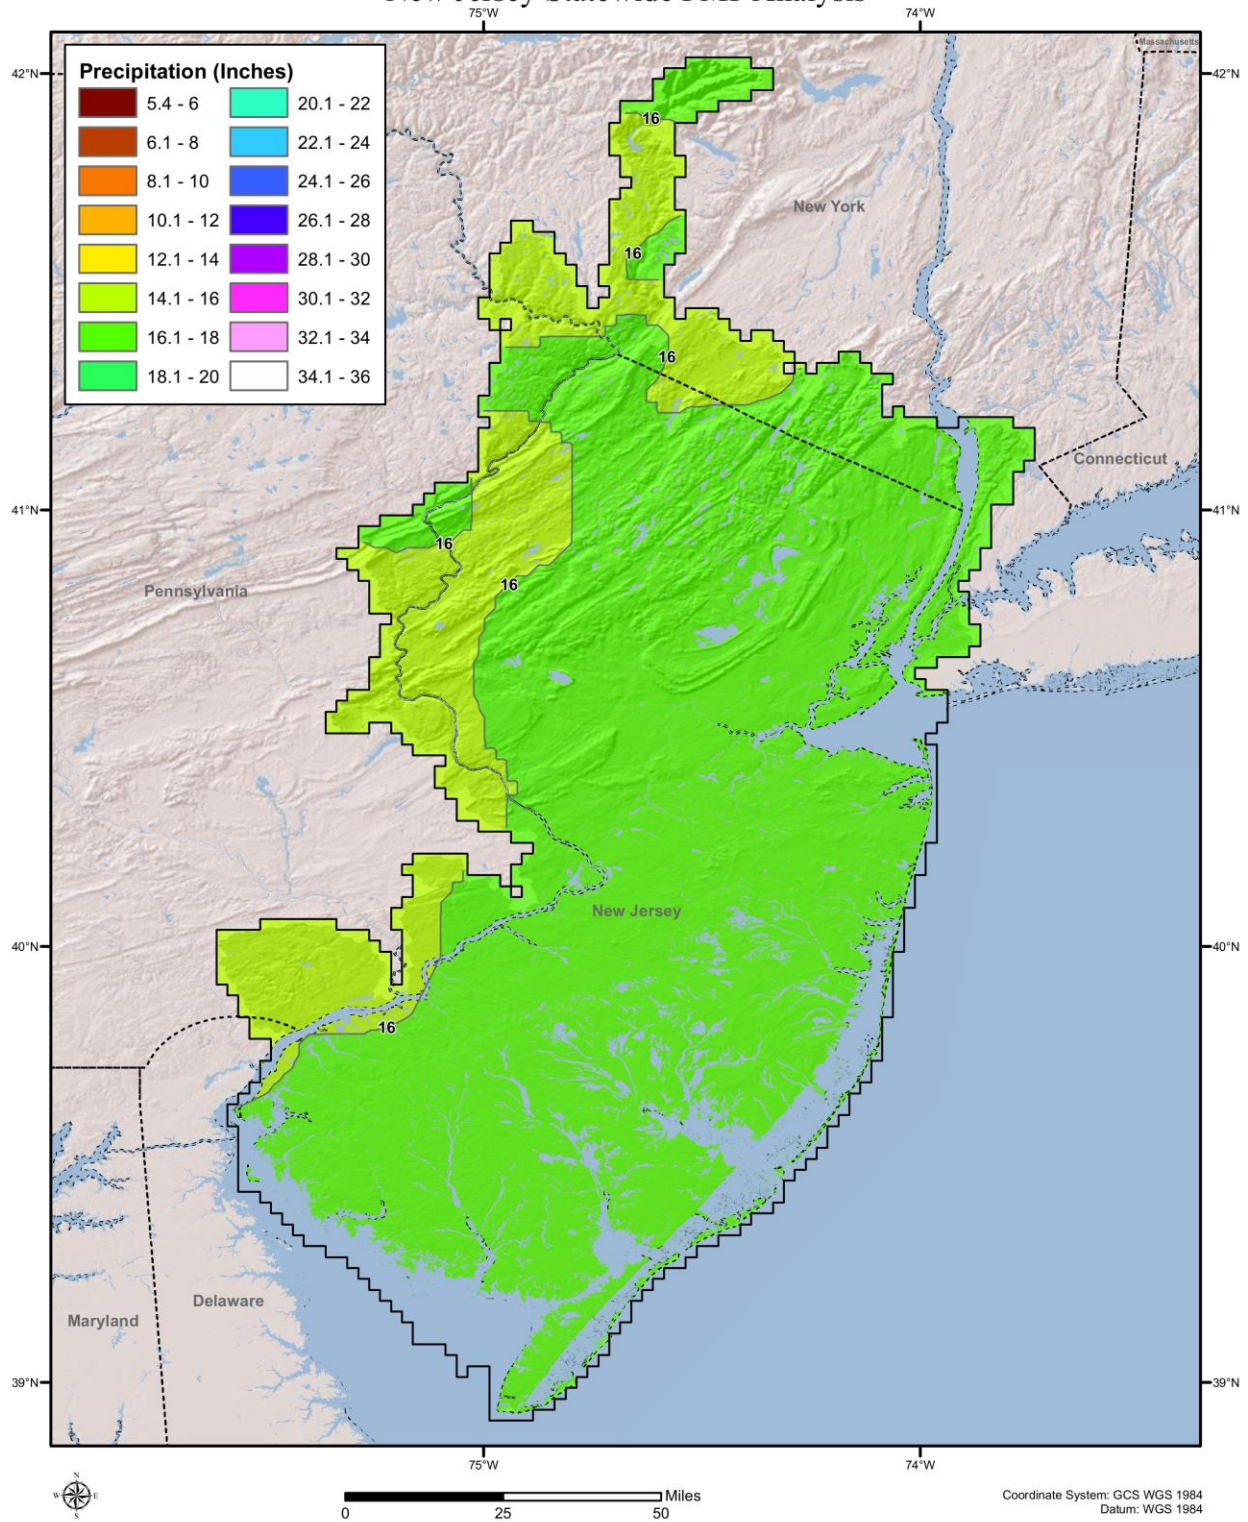 New Jersey Statewide PMP Analysis
75°W 74°W
42°N 42°N
Massachusetts
Precipitation (Inches)
5.4 - 6 20.1 - 22
6.1 - 8 22.1 - 24
8.1 - 10 24.1 - 26
10.1 - 12 26.1 - 28
12.1 - 14 28.1 - 30
14.1 - 16 30.1 - 32
16.1 - 18 32.1 - 34
18.1 - 20 34.1 - 36
16
New York
16
16
Connecticut
41°N 41°N
16
16
Pennsylvania
New Jersey
40°N 40°N
16
Delaware
Maryland
39°N 39°N
75°W 74°W
N
W E
S
Miles
0 25 50
Coordinate System: GCS WGS 1984
Datum: WGS 1984